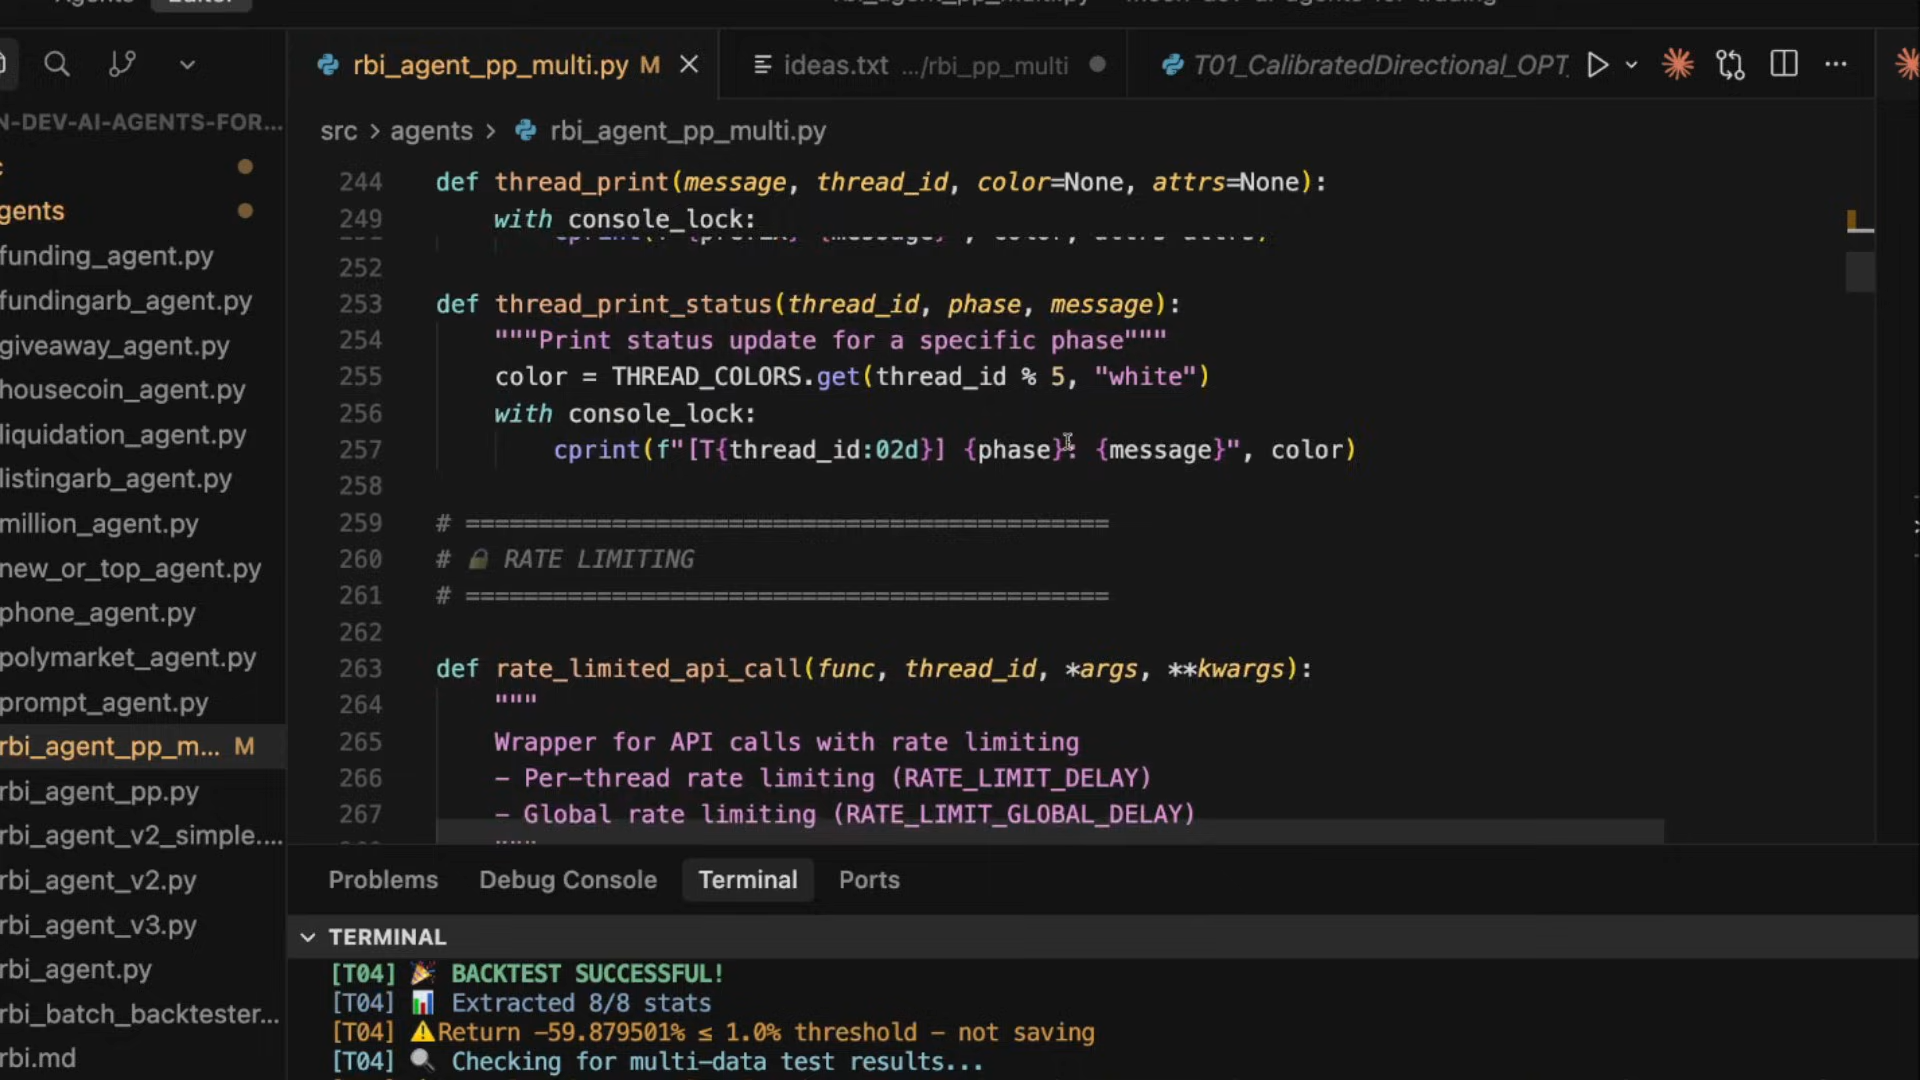 Editor
rbi_agent_pp_multi.py M
ideas.txt .../rbi_pp_multi
T01_CalibratedDirectional_OPT
N-DEV-AI-AGENTS-FOR...
src > agents > rbi_agent_pp_multi.py
gents
funding_agent.py
fundingarb_agent.py
giveaway_agent.py
housecoin_agent.py
liquidation_agent.py
listingarb_agent.py
million_agent.py
new_or_top_agent.py
phone_agent.py
polymarket_agent.py
prompt_agent.py
rbi_agent_pp_m... M
rbi_agent_pp.py
rbi_agent_v2_simple....
rbi_agent_v2.py
rbi_agent_v3.py
rbi_agent.py
rbi_batch_backtester...
rbi.md
244 def thread_print(message, thread_id, color=None, attrs=None):
249 with console_lock:
252
253 def thread_print_status(thread_id, phase, message):
254 """Print status update for a specific phase"""
255 color = THREAD_COLORS.get(thread_id % 5, "white")
256 with console_lock:
257 cprint(f"[T{thread_id:02d}] {phase}: {message}", color)
258
259 # ============================================
260 # 🔒 RATE LIMITING
261 # ============================================
262
263 def rate_limited_api_call(func, thread_id, *args, **kwargs):
264 """
265 Wrapper for API calls with rate limiting
266 - Per-thread rate limiting (RATE_LIMIT_DELAY)
267 - Global rate limiting (RATE_LIMIT_GLOBAL_DELAY)
Problems Debug Console Terminal Ports
TERMINAL
[T04] 🎉 BACKTEST SUCCESSFUL!
[T04] 📊 Extracted 8/8 stats
[T04] ⚠️Return -59.879501% ≤ 1.0% threshold - not saving
[T04] 🔍 Checking for multi-data test results...